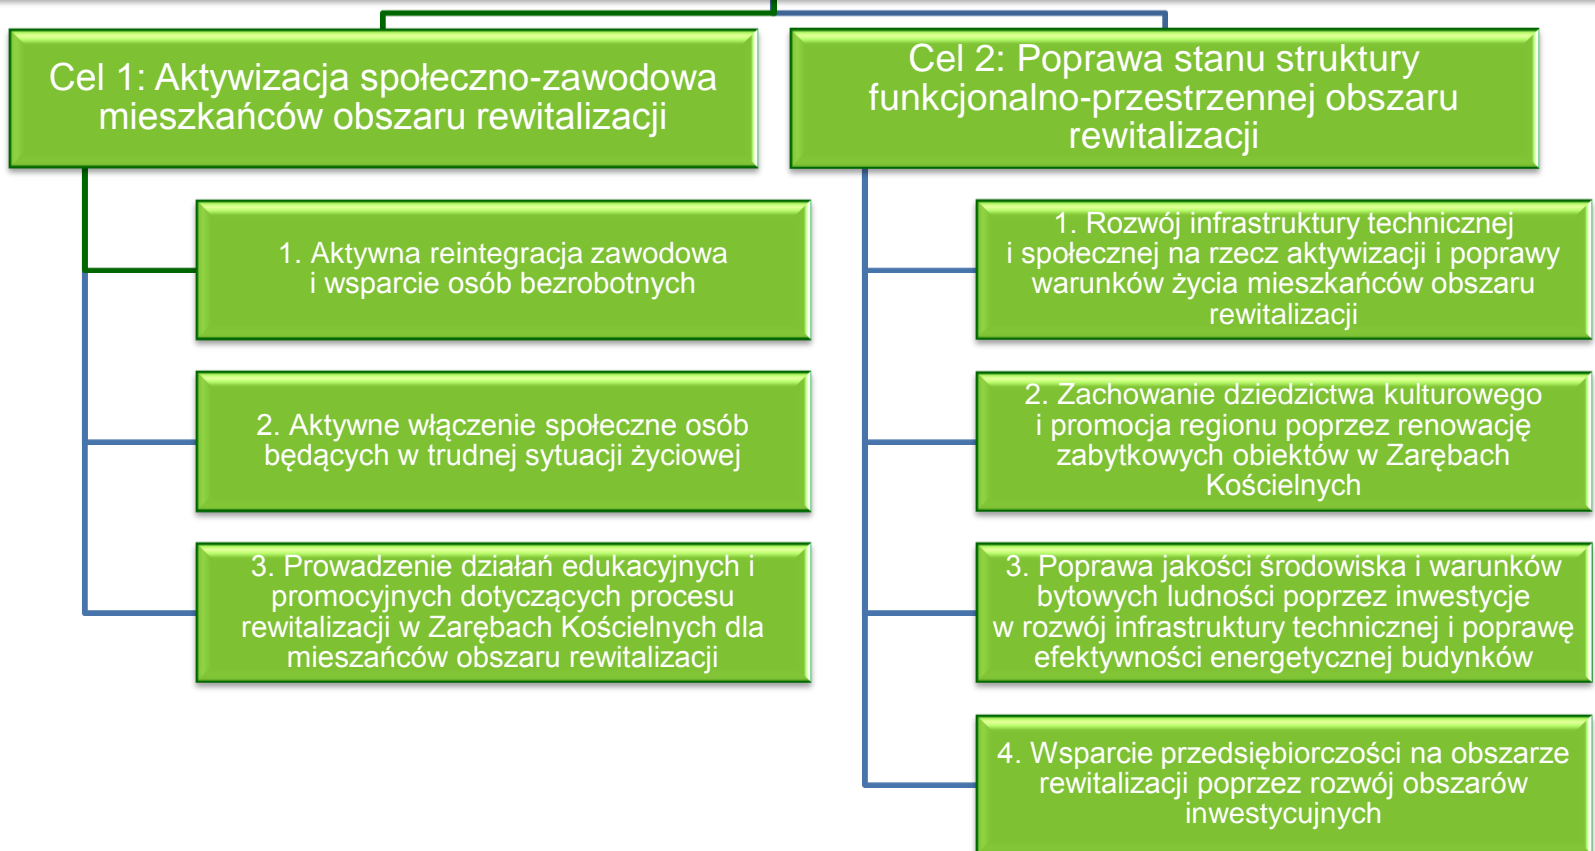 Cel 1: Aktywizacja społeczno-zawodowa
mieszkańców obszaru rewitalizacji
1. Aktywna reintegracja zawodowa
i wsparcie osób bezrobotnych
2. Aktywne włączenie społeczne osób
będących w trudnej sytuacji życiowej
3. Prowadzenie działań edukacyjnych i
promocyjnych dotyczących procesu
rewitalizacji w Zarębach Kościelnych dla
mieszańców obszaru rewitalizacji
Cel 2: Poprawa stanu struktury
funkcjonalno-przestrzennej obszaru
rewitalizacji
1. Rozwój infrastruktury technicznej
i społecznej na rzecz aktywizacji i poprawy
warunków życia mieszkańców obszaru
rewitalizacji
2. Zachowanie dziedzictwa kulturowego
i promocja regionu poprzez renowację
zabytkowych obiektów w Zarębach
Kościelnych
3. Poprawa jakości środowiska i warunków
bytowych ludności poprzez inwestycje
w rozwój infrastruktury technicznej i poprawę
efektywności energetycznej budynków
4. Wsparcie przedsiębiorczości na obszarze
rewitalizacji poprzez rozwój obszarów
inwestycujnych